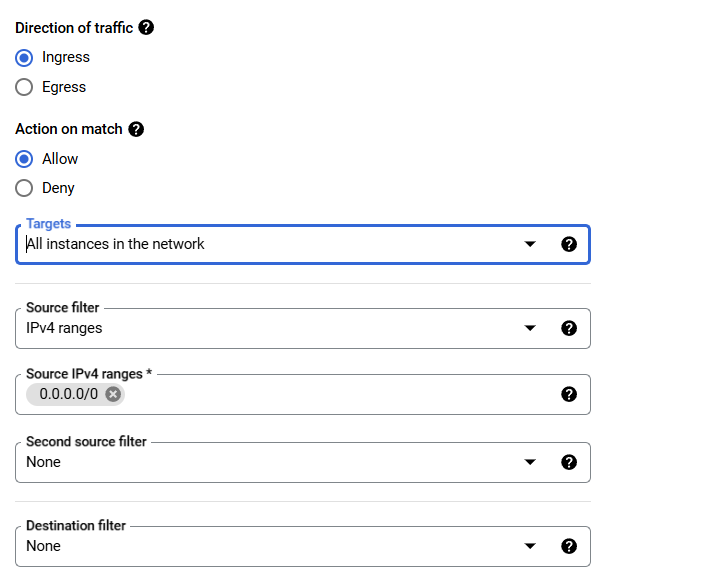 Direction of traffic ?
Ingress
Egress
Action on match ?
Allow
Deny
Targets
All instances in the network ?
Source filter
IPv4 ranges ?
Source IPv4 ranges *
0.0.0.0/0 ?
Second source filter
None ?
Destination filter
None ?